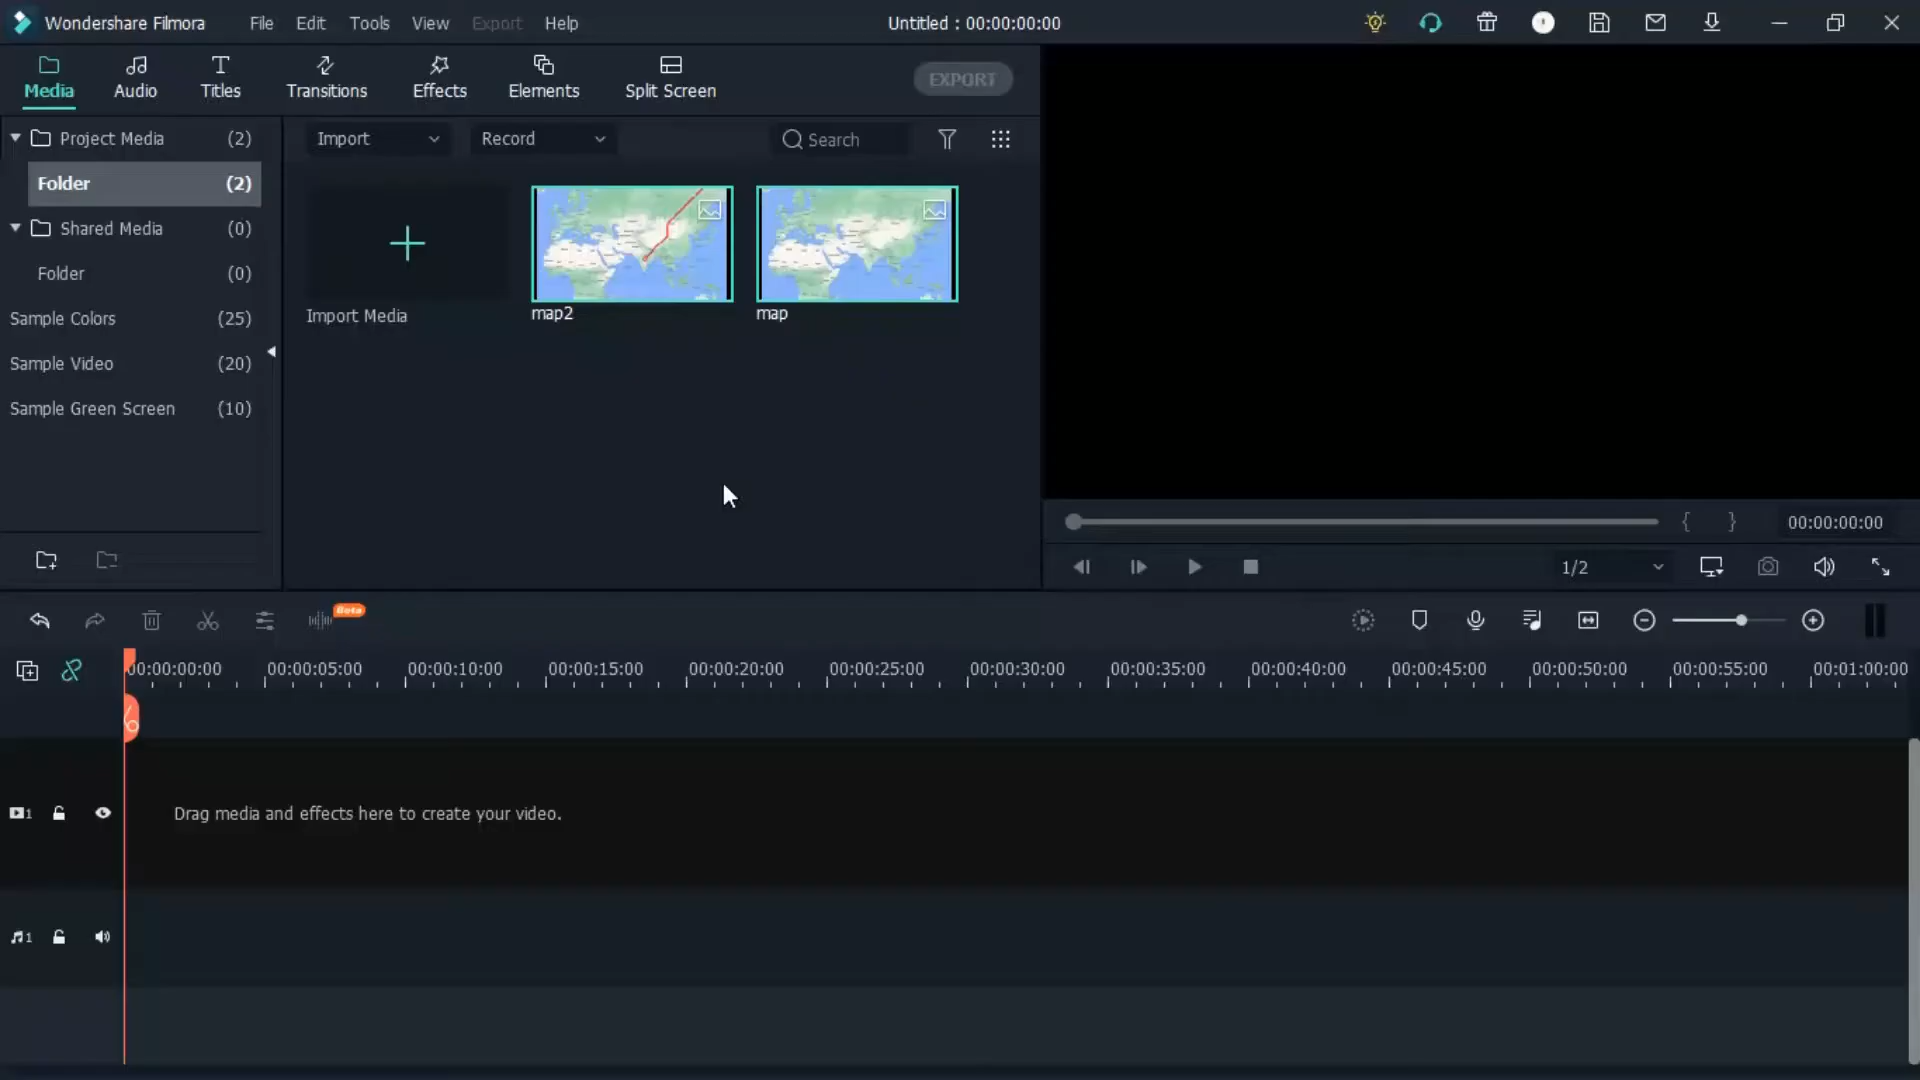 Wondershare Filmora File Edit Tools View Export Help Untitled : 00:00:00:00
Media Audio Titles Transitions Effects Elements Split Screen EXPORT
Project Media (2)
Folder (2)
Shared Media (0)
Folder (0)
Sample Colors (25)
Sample Video (20)
Sample Green Screen (10)
Import Record Search
Import Media map2 map
00:00:00:00
1/2
Beta
00:00:00:00 00:00:05:00 00:00:10:00 00:00:15:00 00:00:20:00 00:00:25:00 00:00:30:00 00:00:35:00 00:00:40:00 00:00:45:00 00:00:50:00 00:00:55:00 00:01:00:00
1 Drag media and effects here to create your video.
1